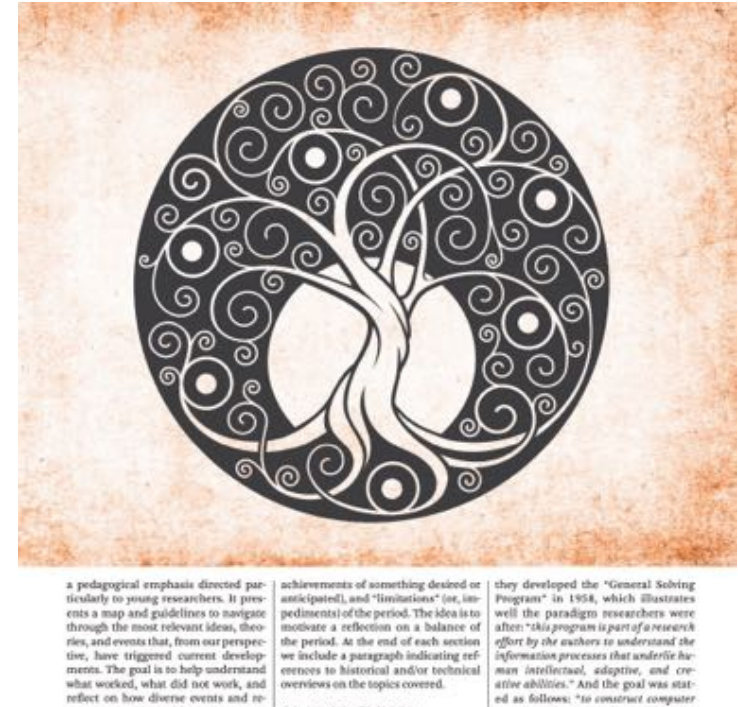 a pedagogical emphasis directed par-
ticularly to young researchers. It pres-
ents a map and guidelines to navigate
through the most relevant ideas, theo-
ries, and events that, from our perspec-
tive, have triggered current develop-
ments. The goal is to help understand
what worked, what did not work, and
reflect on how diverse events and re-
achievements of something desired or
anticipated), and "limitations" (or, im-
pediments) of the period. The idea is to
motivate a reflection on a balance of
the period. At the end of each section
we include a paragraph indicating ref-
erences to historical and/or technical
overviews on the topics covered.
they developed the "General Solving
Program" in 1958, which illustrates
well the paradigm researchers were
after: "this program is part of a research
effort by the authors to understand the
information processes that underlie hu-
man intellectual, adaptive, and cre-
ative abilities." And the goal was stat-
ed as follows: "to construct computer